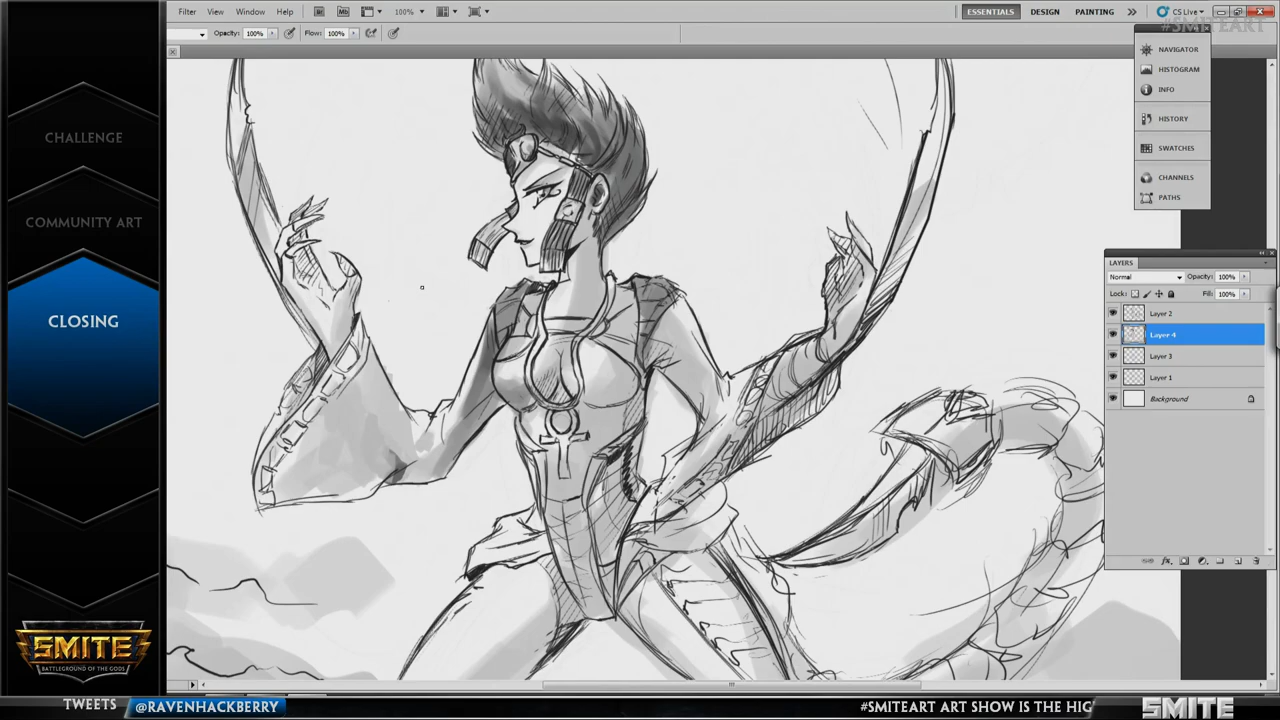 Filter View Window Help Mb 100% ESSENTIALS DESIGN PAINTING CS Live
#SMITEART
Opacity: 100% Flow: 100%
NAVIGATOR
HISTOGRAM
INFO
HISTORY
SWATCHES
CHANNELS
PATHS
CHALLENGE
COMMUNITY ART
CLOSING
LAYERS
Normal Opacity: 100%
Lock: Fill: 100%
Layer 2
Layer 4
Layer 3
Layer 1
Background
SMITE
BATTLEGROUND OF THE GODS
TWEETS @RAVENHACKBERRY #SMITEART ART SHOW IS THE HIG SMITE